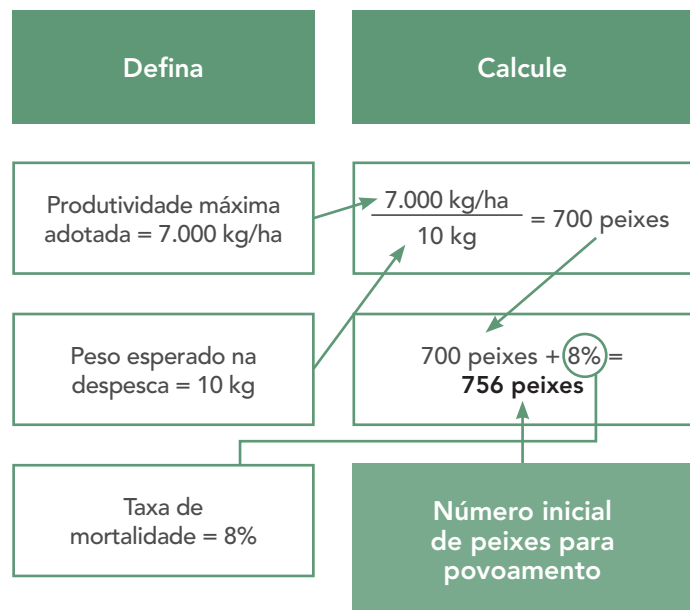 Defina
Calcule
Produtividade máxima
adotada = 7.000 kg/ha
7.000 kg/ha
10 kg
= 700 peixes
Peso esperado na
despesca = 10 kg
700 peixes + 8% =
756 peixes
Taxa de
mortalidade = 8%
Número inicial
de peixes para
povoamento